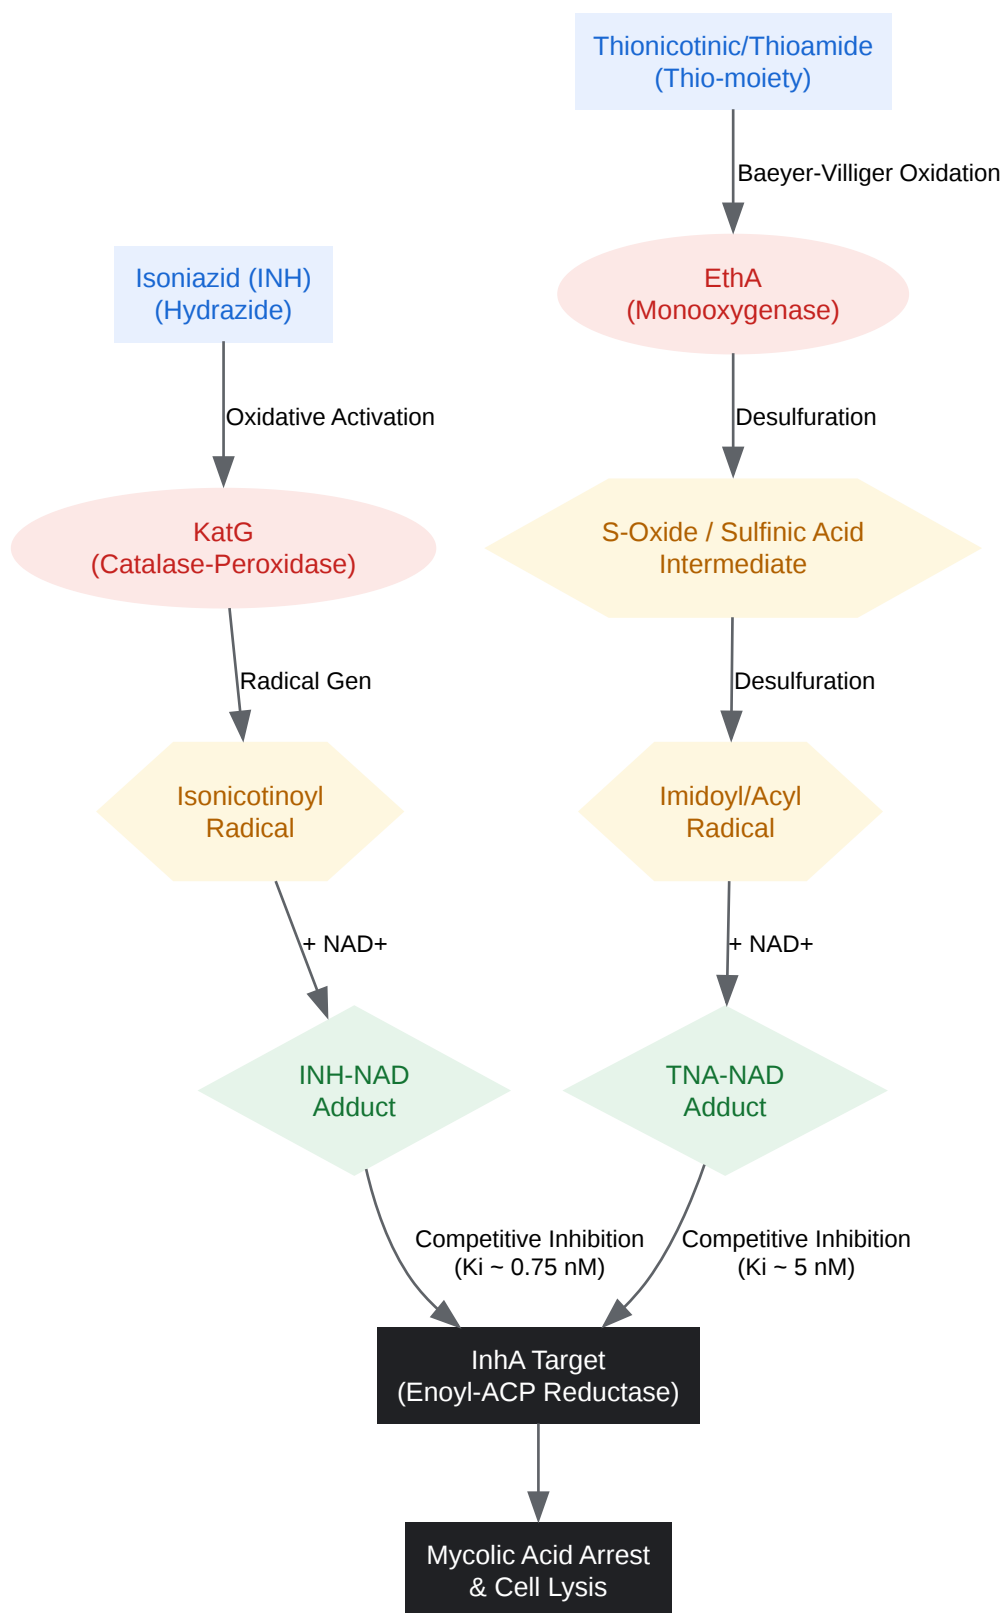 Thionicotinic/Thioamide
(Thio-moiety)
Baeyer-Villiger Oxidation
Isoniazid (INH)
(Hydrazide)
EthA
(Monooxygenase)
Oxidative Activation
Desulfuration
KatG
(Catalase-Peroxidase)
S-Oxide / Sulfinic Acid
Intermediate
Radical Gen
Desulfuration
Isonicotinoyl
Radical
Imidoyl/Acyl
Radical
+ NAD+
+ NAD+
INH-NAD
Adduct
TNA-NAD
Adduct
Competitive Inhibition
(Ki ~ 0.75 nM)
Competitive Inhibition
(Ki ~ 5 nM)
InhA Target
(Enoyl-ACP Reductase)
Mycolic Acid Arrest
& Cell Lysis